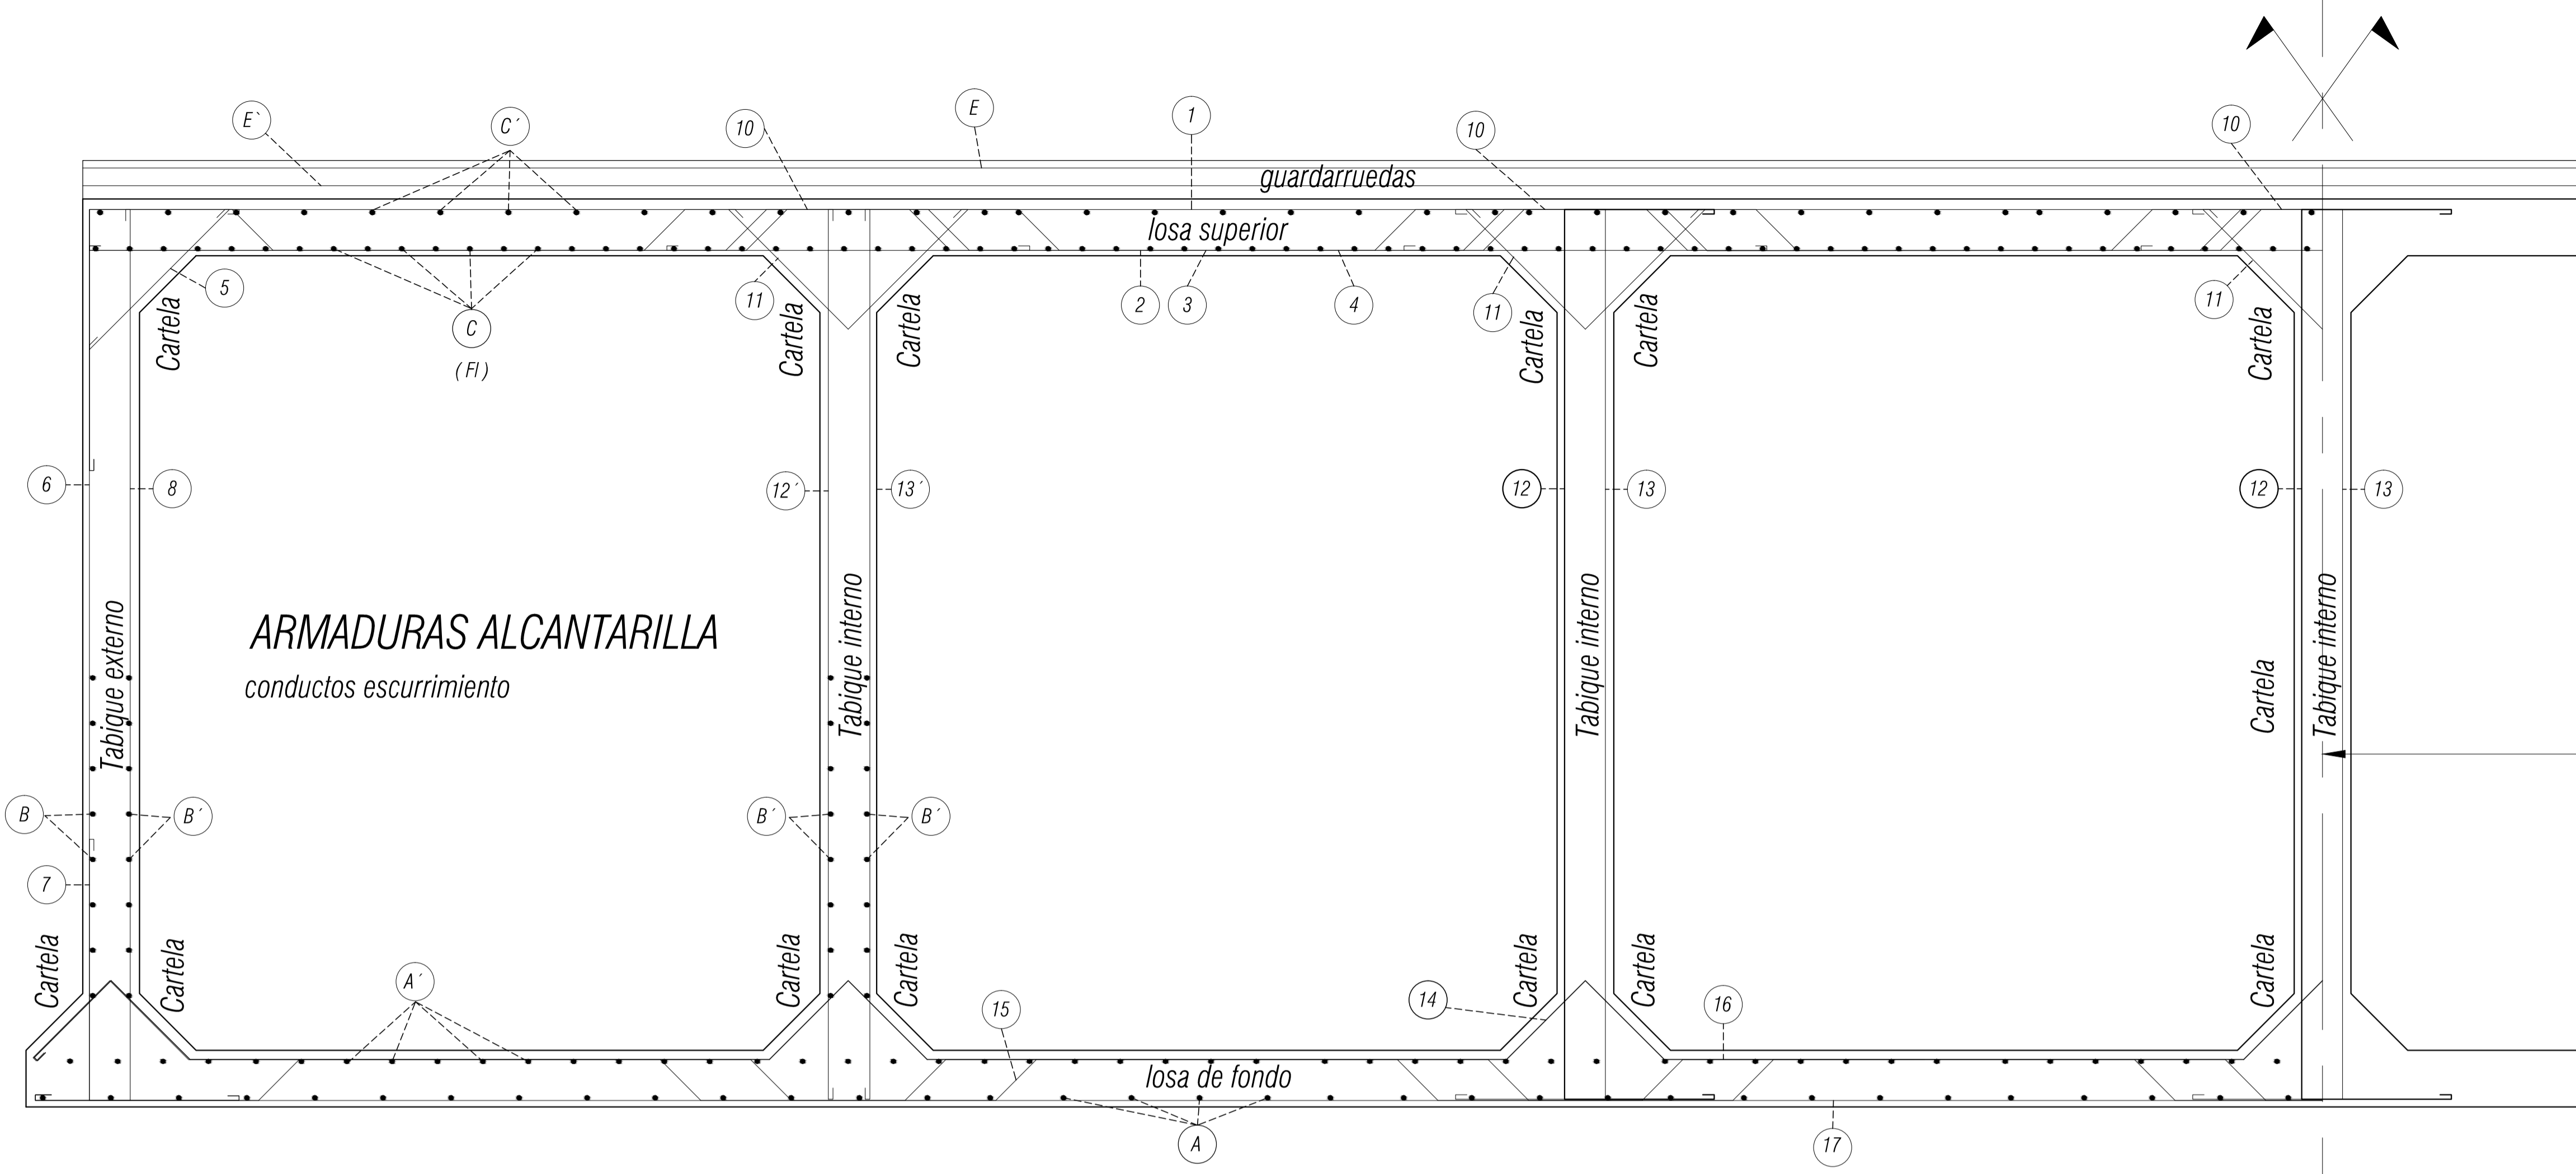 E`
C´
10
E
1
10
10
guardarruedas
losa superior
5
11
2
3
4
11
11
C
( FI )
Cartela
Cartela
Cartela
Cartela
Cartela
Cartela
6
8
12´
13´
12
13
12
13
ARMADURAS ALCANTARILLA
conductos escurrimiento
Tabique externo
Tabique interno
Tabique interno
Cartela
Tabique interno
B
B´
B´
B´
7
Cartela
Cartela
A´
Cartela
Cartela
15
14
Cartela
Cartela
16
Cartela
losa de fondo
A
17